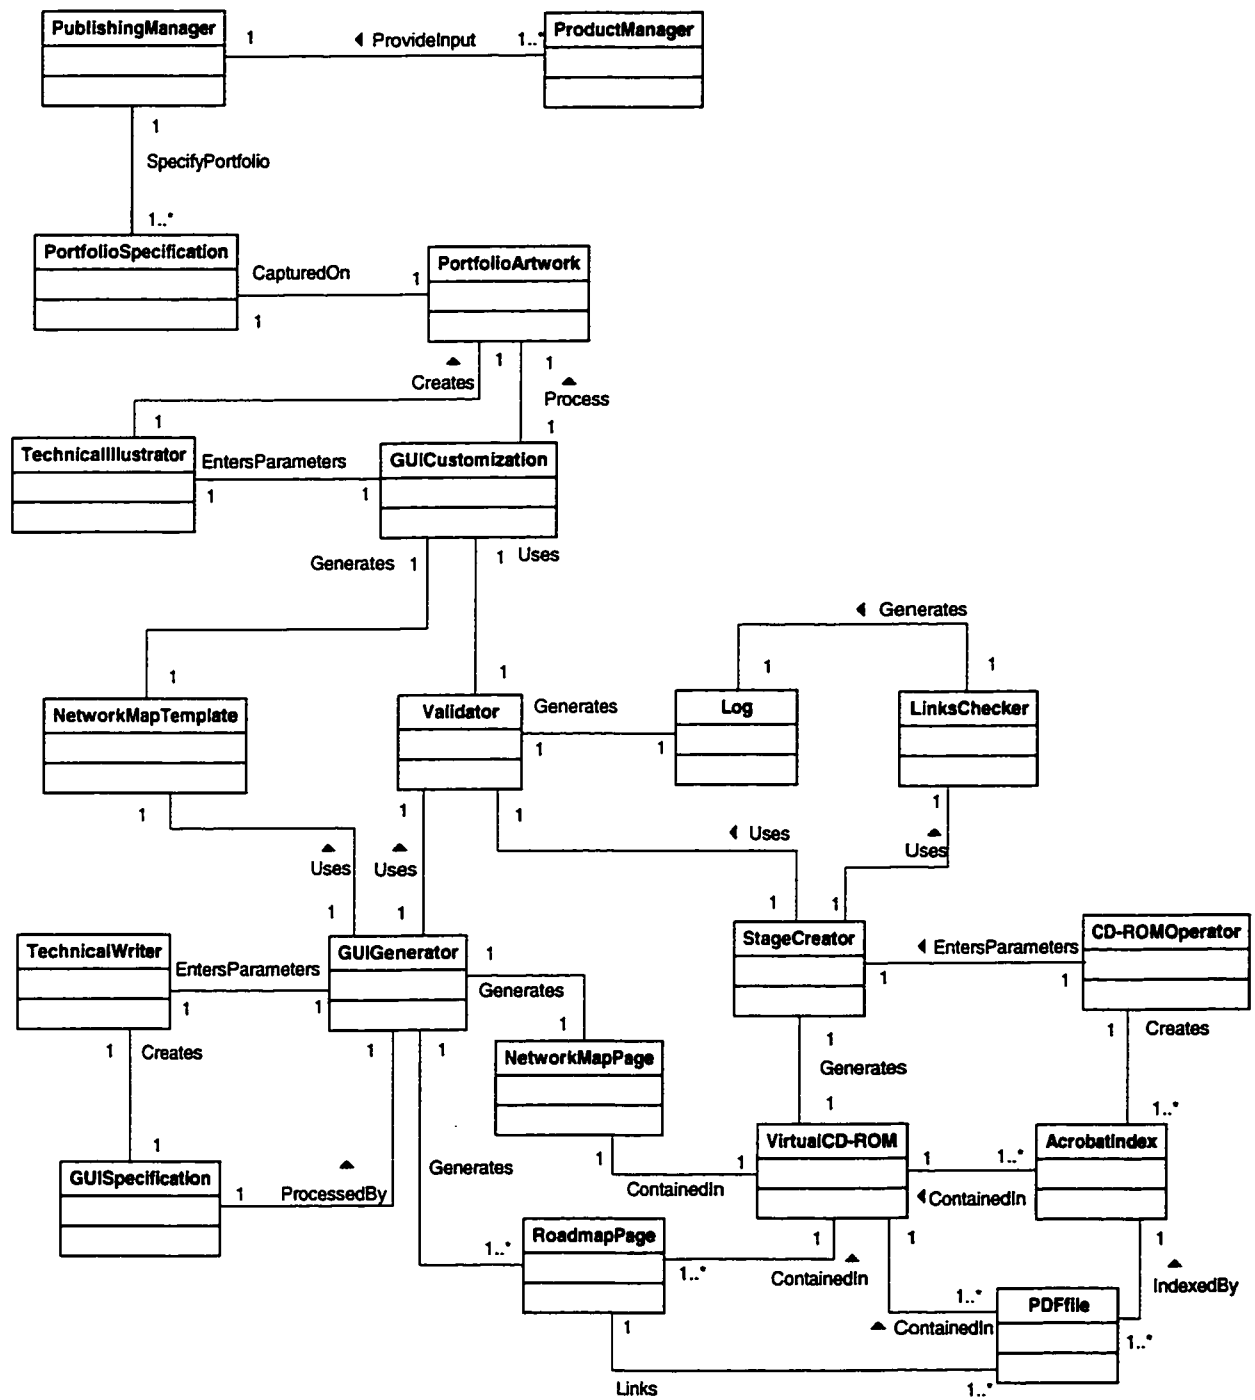 PublishingManager
1
ProvideInput
1..*
ProductManager
1
SpecifyPortfolio
1..*
PortfolioSpecification
CapturedOn
1
1
PortfolioArtwork
1
1
Creates
Process
1
1
TechnicalIllustrator
EntersParameters
1
1
GUICustomization
Generates
1
1
Uses
Generates
1
1
1
1
NetworkMapTemplate
Validator
Generates
1
1
Log
LinksChecker
1
1
1
1
Uses
Uses
Uses
Uses
1
1
1
1
TechnicalWriter
EntersParameters
1
1
GUIGenerator
1
Generates
StageCreator
EntersParameters
1
1
CD-ROMOperator
1
Creates
1
1
1
NetworkMapPage
1
Generates
1
Creates
1
1..*
1
GUISpecification
1
ProcessedBy
Generates
1
ContainedIn
1
VirtualCD-ROM
1
1..*
ContainedIn
AcrobatIndex
1..*
RoadmapPage
1..*
1
ContainedIn
1
1
IndexedBy
1..*
ContainedIn
PDFfile
1..*
1
Links
1..*